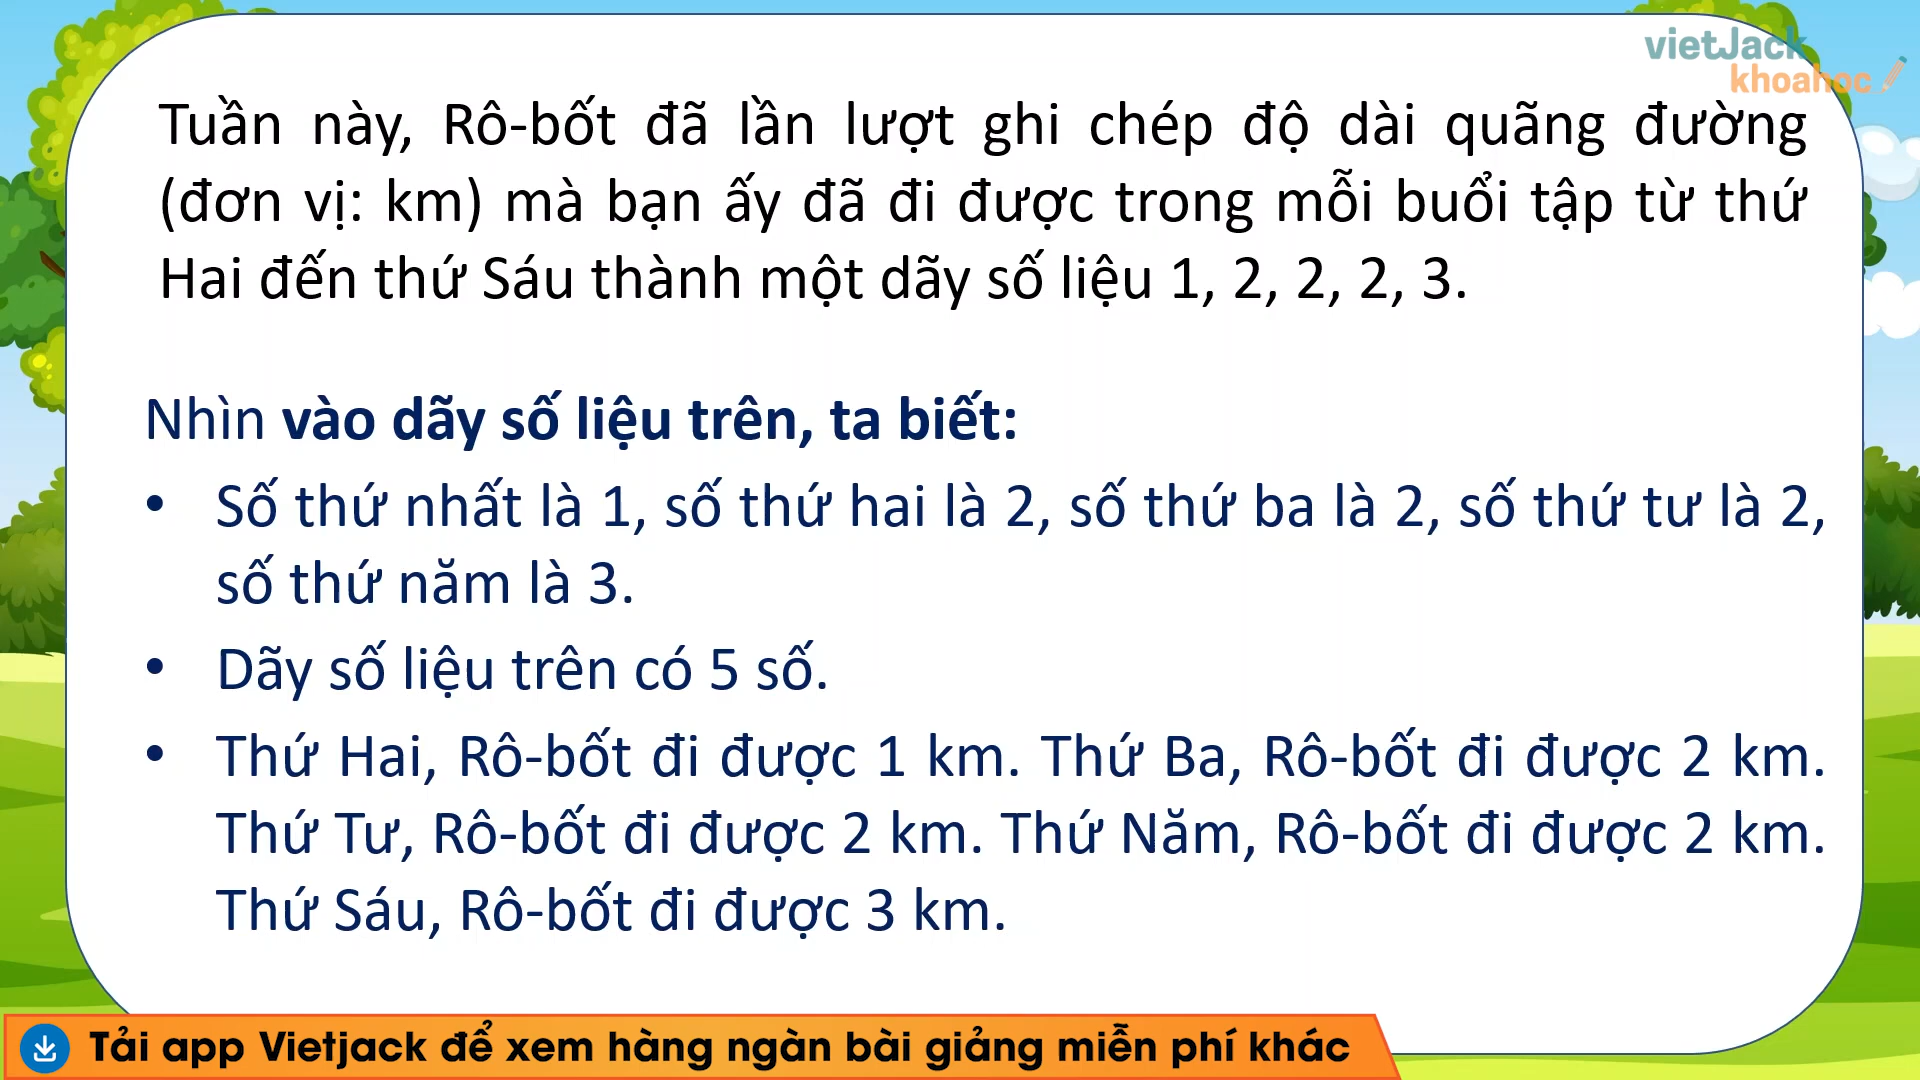 vietJack
khoahoc
Tuần này, Rô-bốt đã lần lượt ghi chép độ dài quãng đường
(đơn vị: km) mà bạn ấy đã đi được trong mỗi buổi tập từ thứ
Hai đến thứ Sáu thành một dãy số liệu 1, 2, 2, 2, 3.
Nhìn vào dãy số liệu trên, ta biết:
• Số thứ nhất là 1, số thứ hai là 2, số thứ ba là 2, số thứ tư là 2,
số thứ năm là 3.
• Dãy số liệu trên có 5 số.
• Thứ Hai, Rô-bốt đi được 1 km. Thứ Ba, Rô-bốt đi được 2 km.
Thứ Tư, Rô-bốt đi được 2 km. Thứ Năm, Rô-bốt đi được 2 km.
Thứ Sáu, Rô-bốt đi được 3 km.
Tải app Vietjack để xem hàng ngàn bài giảng miễn phí khác